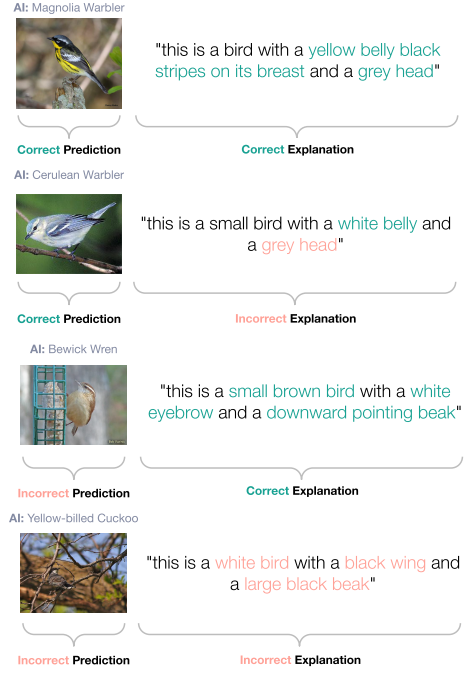 AI: Magnolia Warbler
"this is a bird with a yellow belly black
stripes on its breast and a grey head"
Correct Prediction
Correct Explanation
AI: Cerulean Warbler
"this is a small bird with a white belly and
a grey head"
Correct Prediction
Incorrect Explanation
AI: Bewick Wren
"this is a small brown bird with a white
eyebrow and a downward pointing beak"
Incorrect Prediction
Correct Explanation
AI: Yellow-billed Cuckoo
"this is a white bird with a black wing and
a large black beak"
Incorrect Prediction
Incorrect Explanation